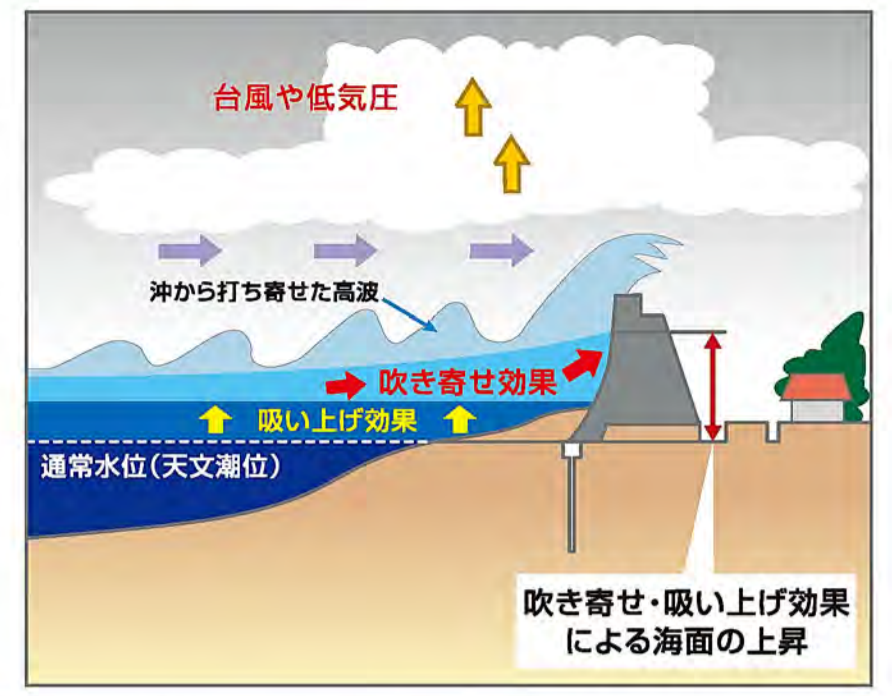 台風や低気圧
沖から打ち寄せた高波
吹き寄せ効果
吸い上げ効果
通常水位(天文潮位)
吹き寄せ・吸い上げ効果
による海面の上昇